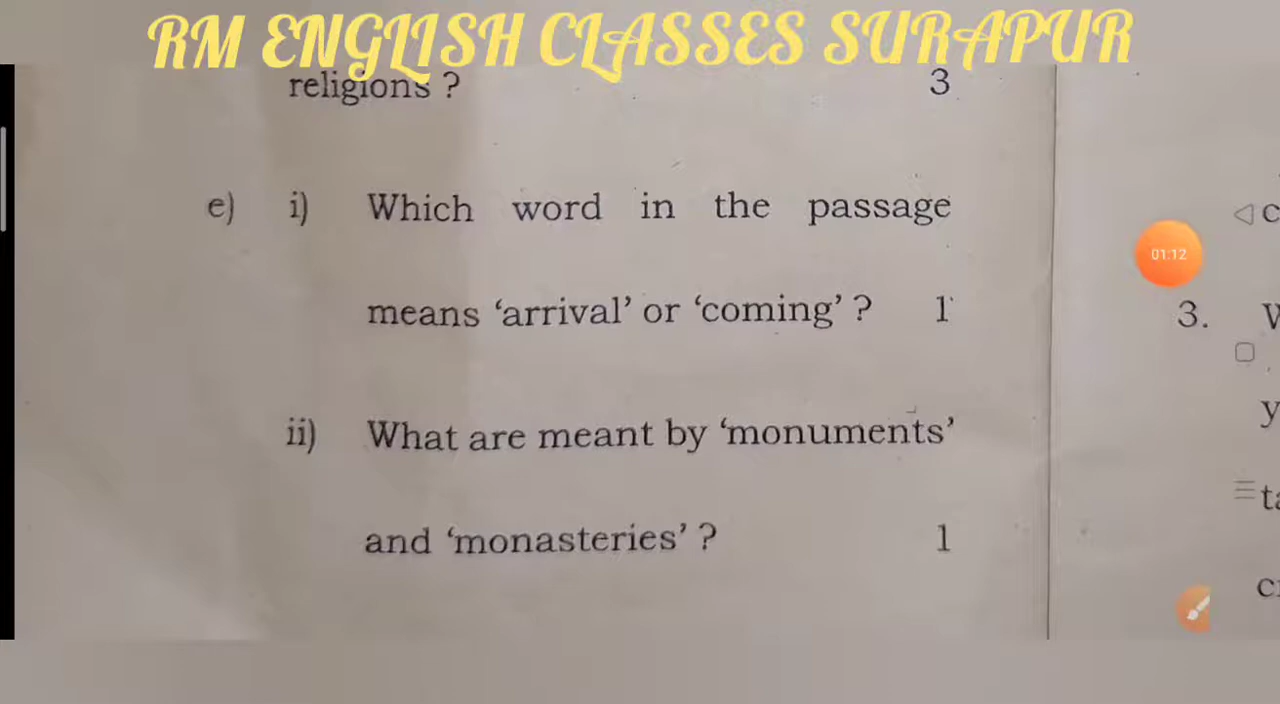 RM ENGLISH CLASSES SURAPUR
religions ? 3
e) i) Which word in the passage
means ‘arrival’ or ‘coming’ ? 1
ii) What are meant by ‘monuments’
and ‘monasteries’ ? 1
01:12
3.